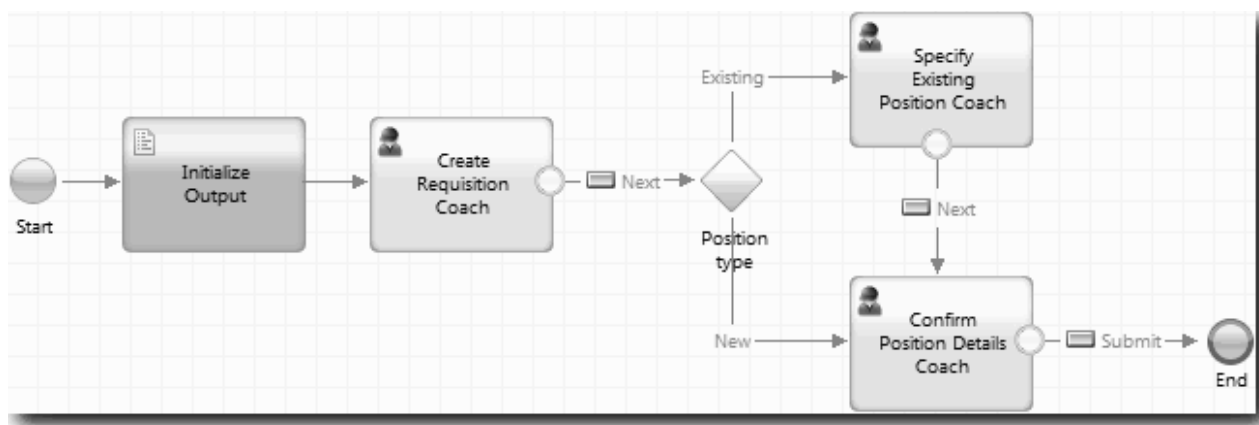 Start
Initialize
Output
Create
Requisition
Coach
Next
Position
type
Existing
Specify
Existing
Position Coach
Next
New
Confirm
Position Details
Coach
Submit
End